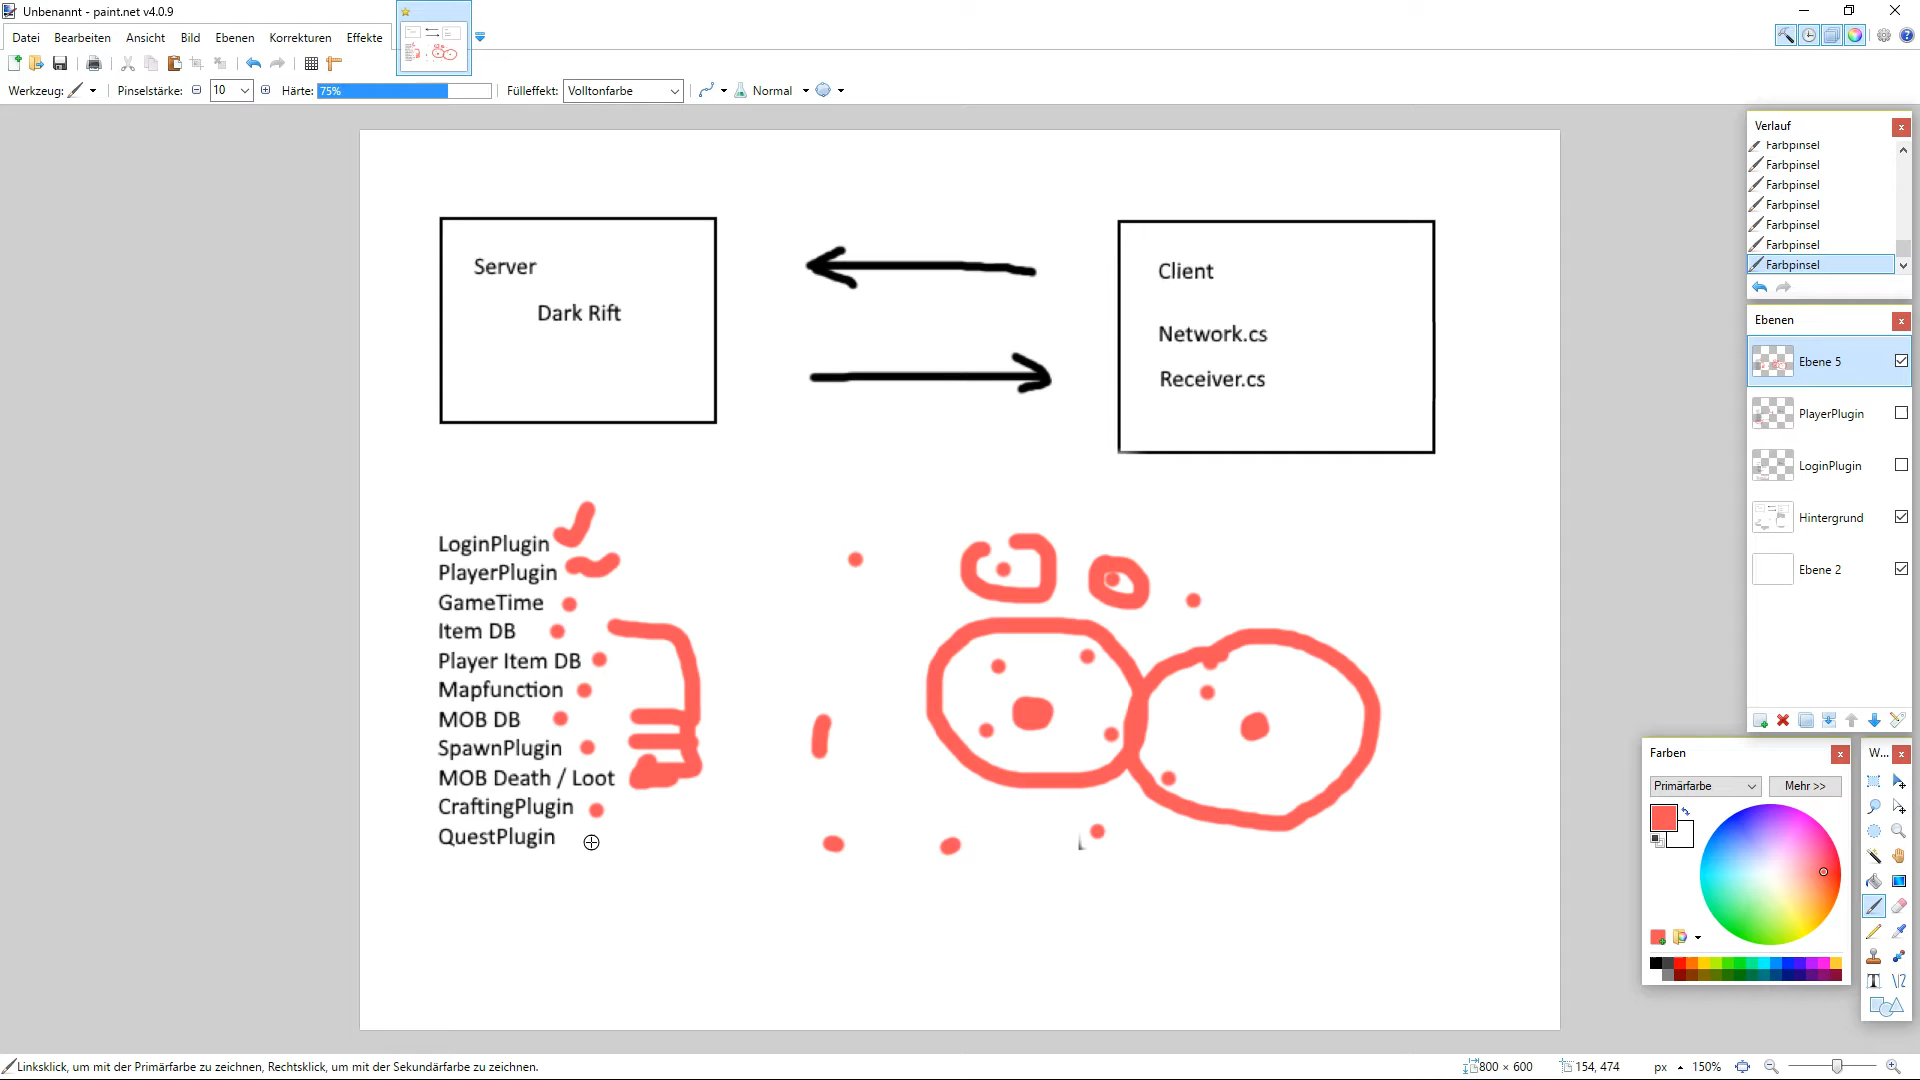 Unbenannt - paint.net v4.0.9
Datei Bearbeiten Ansicht Bild Ebenen Korrekturen Effekte
Werkzeug: Pinselstärke: 10 Härte: 75% Fülleffekt: Volltonfarbe Normal
Server
Dark Rift
Client
Network.cs
Receiver.cs
LoginPlugin
PlayerPlugin
GameTime
Item DB
Player Item DB
Mapfunction
MOB DB
SpawnPlugin
MOB Death / Loot
CraftingPlugin
QuestPlugin
Verlauf
Farbpinsel
Farbpinsel
Farbpinsel
Farbpinsel
Farbpinsel
Farbpinsel
Farbpinsel
Ebenen
Ebene 5
PlayerPlugin
LoginPlugin
Hintergrund
Ebene 2
Farben
Primärfarbe Mehr >>
W...
Linksklick, um mit der Primärfarbe zu zeichnen, Rechtsklick, um mit der Sekundärfarbe zu zeichnen.
800 × 600 154, 474 px 150%